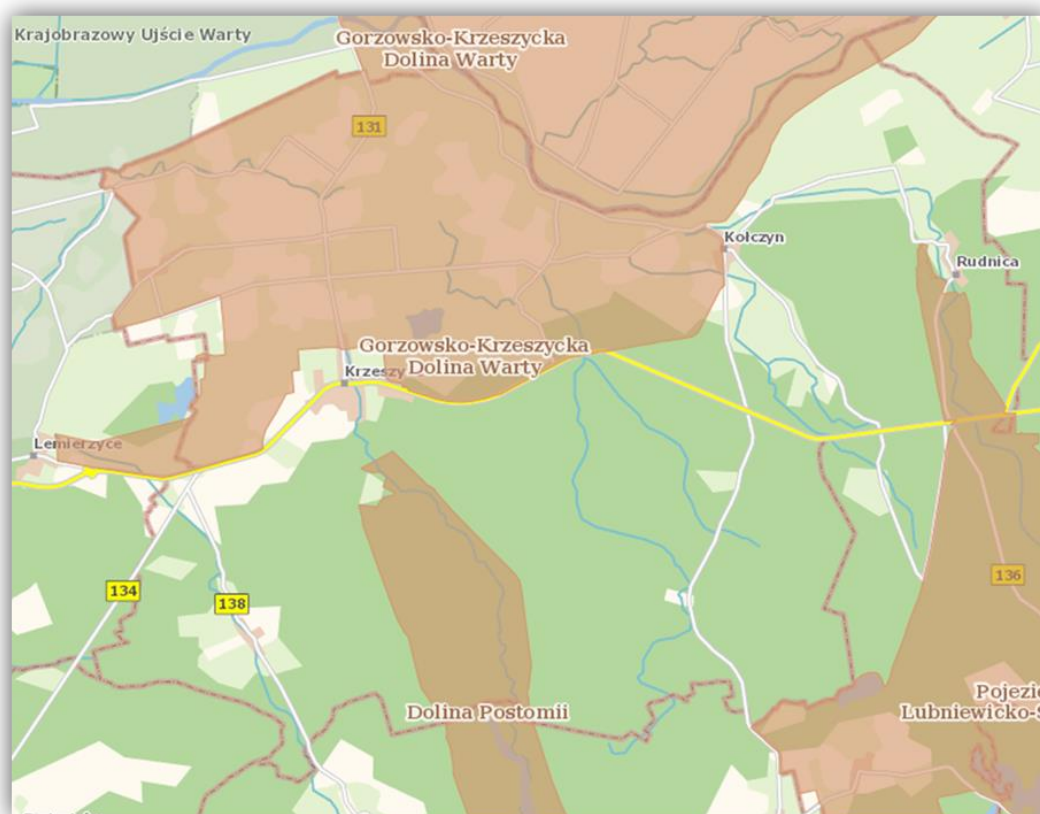 Krajobrazowy Ujście Warty
Gorzowsko-Krzeszycka
Dolina Warty
131
Kołczyn
Rudnica
Gorzowsko-Krzeszycka
Dolina Warty
Krzeszy
Lemierzyce
134
138
136
Dolina Postomii
Pojezie
Lubniewicko-S